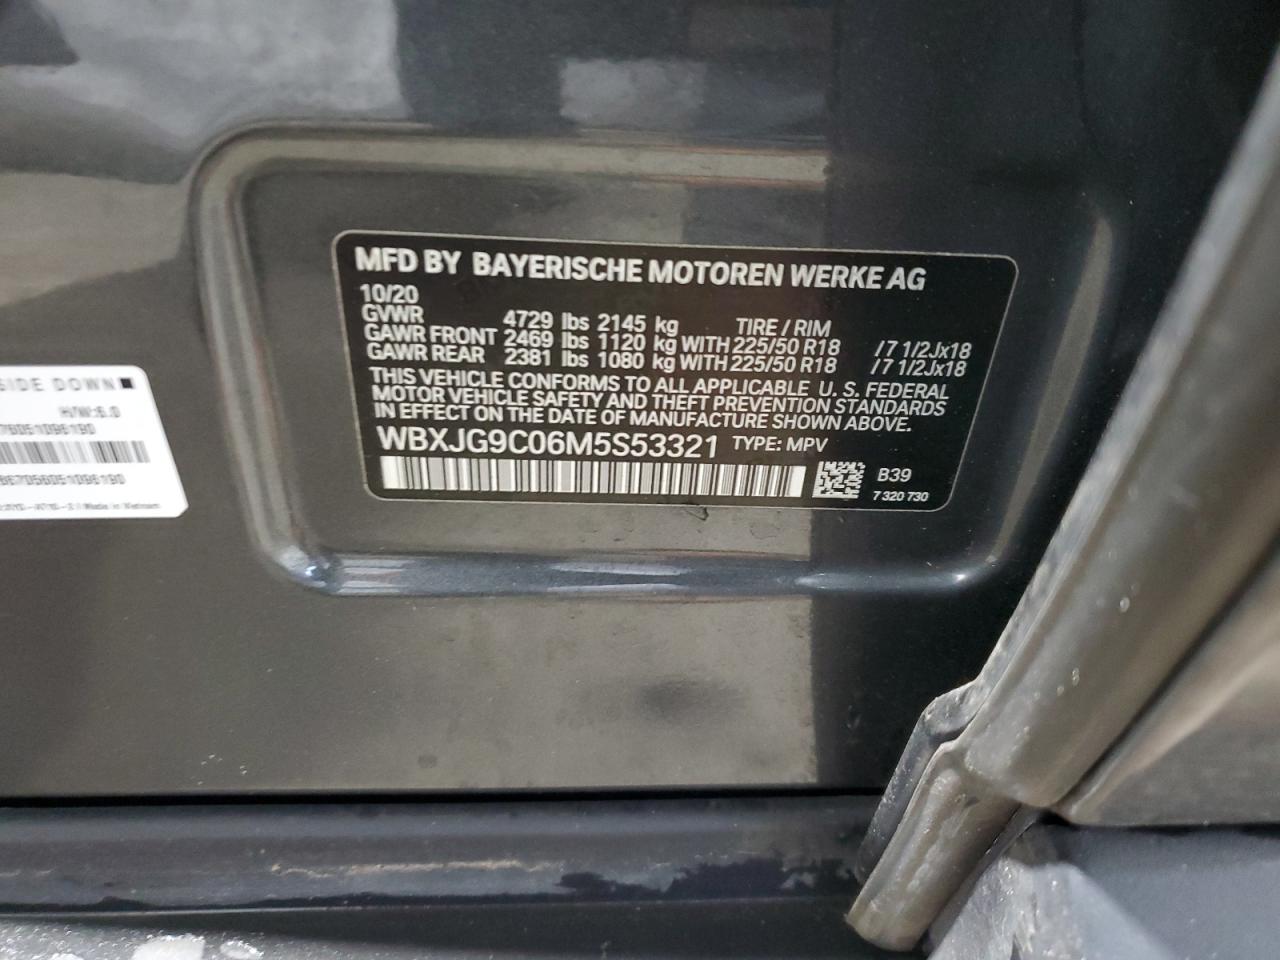 MFD BY BAYERISCHE MOTOREN WERKE AG
10/20
GVWR 4729 lbs 2145 kg TIRE / RIM
GAWR FRONT 2469 lbs 1120 kg WITH 225/50 R18 /7 1/2Jx18
GAWR REAR 2381 lbs 1080 kg WITH 225/50 R18 /7 1/2Jx18
THIS VEHICLE CONFORMS TO ALL APPLICABLE U. S. FEDERAL
MOTOR VEHICLE SAFETY AND THEFT PREVENTION STANDARDS
IN EFFECT ON THE DATE OF MANUFACTURE SHOWN ABOVE.
WBXJG9C06M5S53321 TYPE: MPV
B39
7 320 730
SIDE DOWN
H/W:6.0
Made in Vietnam